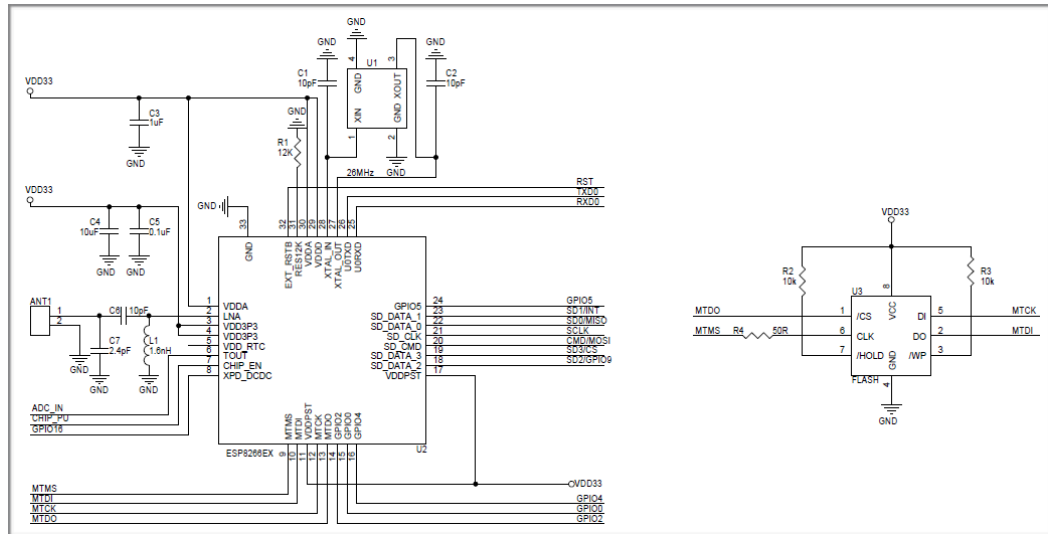 GND
GND
GND
4
3
U1
C1
10pF
C2
10pF
GND
XOUT
XIN
GND
1
2
GND
VDD33
C3
1uF
GND
GND
R1
12K
26MHz
RST
TXD0
RXD0
VDD33
C4
10uF
C5
0.1uF
GND
GND
GND
33
32
31
30
29
28
27
26
25
GND
EXT_RSTB
RES12K
VDDA
VDDD
XTAL_IN
XTAL_OUT
U0TXD
U0RXD
1 VDDA
2 LNA
3 VDD3P3
4 VDD3P3
5 VDD_RTC
6 TOUT
7 CHIP_EN
8 XPD_DCDC
GPIO5 24 GPIO5
SD_DATA_1 23 SD1/INT
SD_DATA_0 22 SD0/MISO
SD_CLK 21 SCLK
SD_CMD 20 CMD/MOSI
SD_DATA_3 19 SD3/CS
SD_DATA_2 18 SD2/GPIO9
VDDPST 17
ANT1
1
2
C6 10pF
C7
2.4pF
L1
1.6nH
GND
GND
GND
ADC_IN
CHIP_PU
GPIO16
MTMS
MTDI
VDDPST
MTCK
MTDO
GPIO2
GPIO0
GPIO4
ESP8266EX
U2
9
10
11
12
13
14
15
16
VDD33
MTMS
MTDI
MTCK
MTDO
GPIO4
GPIO0
GPIO2
VDD33
R2
10k
R3
10k
U3
8
VCC
MTDO 1 /CS
DI 5 MTCK
MTMS R4 50R 6 CLK
DO 2 MTDI
7 /HOLD
/WP 3
GND
FLASH
4
GND